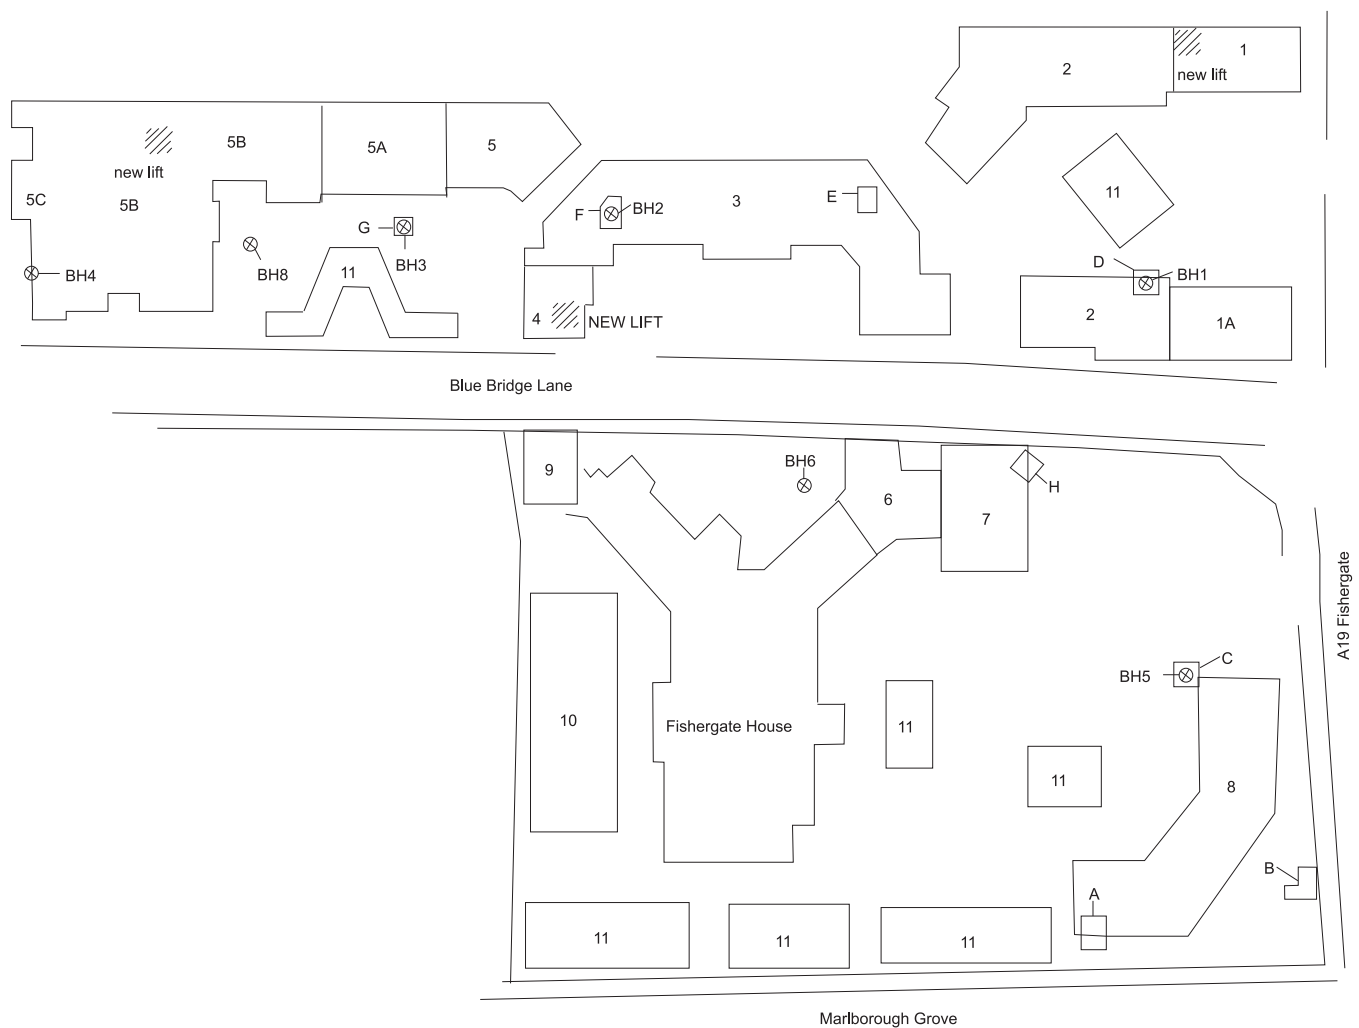 1
2
new lift
5B
5A
5
new lift
5C
5B
3
E
11
F
BH2
G
BH3
D
BH1
BH4
BH8
11
4
NEW LIFT
2
1A
Blue Bridge Lane
9
BH6
6
H
7
A19 Fishergate
C
BH5
10
Fishergate House
11
11
8
B
A
11
11
11
Marlborough Grove